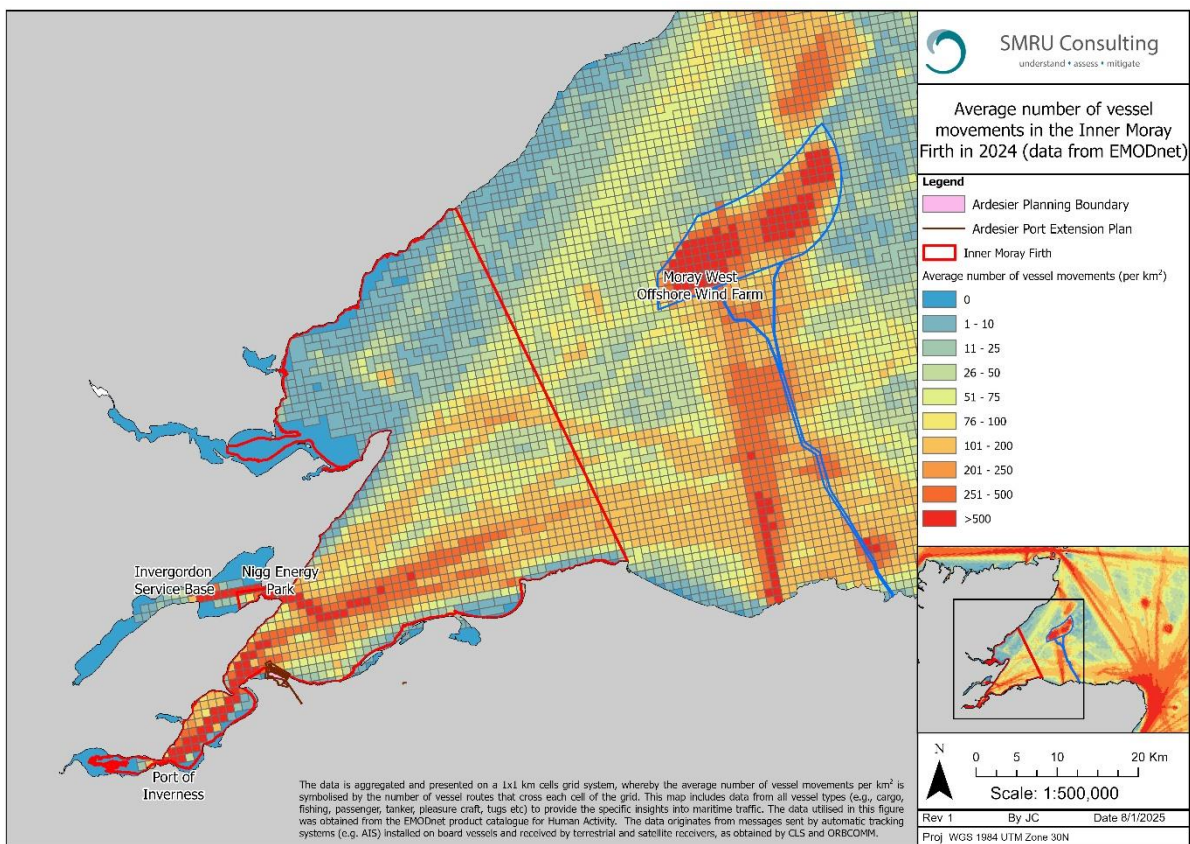 SMRU Consulting
understand • assess • mitigate
Average number of vessel
movements in the Inner Moray
Firth in 2024 (data from EMODnet)
Legend
Ardesier Planning Boundary
Ardesier Port Extension Plan
Inner Moray Firth
Average number of vessel movements (per km²)
0
1 - 10
11 - 25
26 - 50
51 - 75
76 - 100
101 - 200
201 - 250
251 - 500
>500
Moray West
Offshore Wind Farm
Invergordon
Service Base
Nigg Energy
Park
Port of
Inverness
The data is aggregated and presented on a 1x1 km cells grid system, whereby the average number of vessel movements per km² is
symbolised by the number of vessel routes that cross each cell of the grid. This map includes data from all vessel types (e.g., cargo,
fishing, passenger, tanker, pleasure craft, tugs etc) to provide the specific insights into maritime traffic. The data utilised in this figure
was obtained from the EMODnet product catalogue for Human Activity. The data originates from messages sent by automatic tracking
systems (e.g. AIS) installed on board vessels and received by terrestrial and satellite receivers, as obtained by CLS and ORBCOMM.
N
0 5 10 20 Km
Scale: 1:500,000
Rev 1 By JC Date 8/1/2025
Proj WGS 1984 UTM Zone 30N